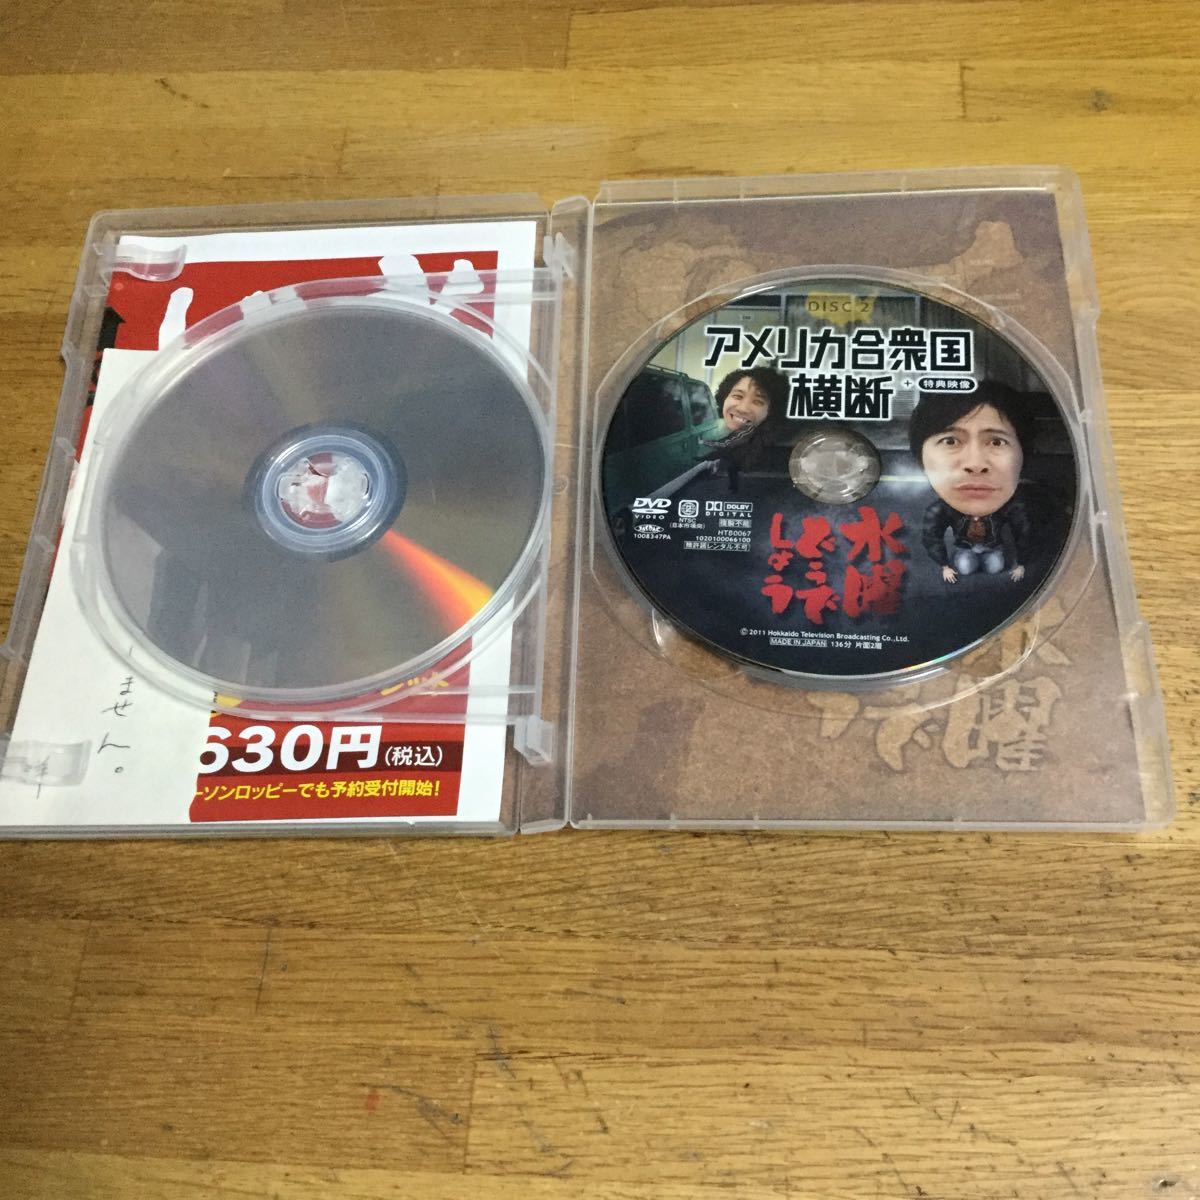 ません。
630円(税込)
ーソンロッピーでも予約受付開始!
DISC 2
アメリカ合衆国
横断
+
特典映像
DVD
VIDEO
NTSC
(日本市場向)
DOLBY
DIGITAL
複製不能
1008347PA
HTB0067
1020100066100
無許諾レンタル不可
水曜
どうで
しょう
© 2011 Hokkaido Television Broadcasting Co., Ltd.
MADE IN JAPAN 136分 片面2層